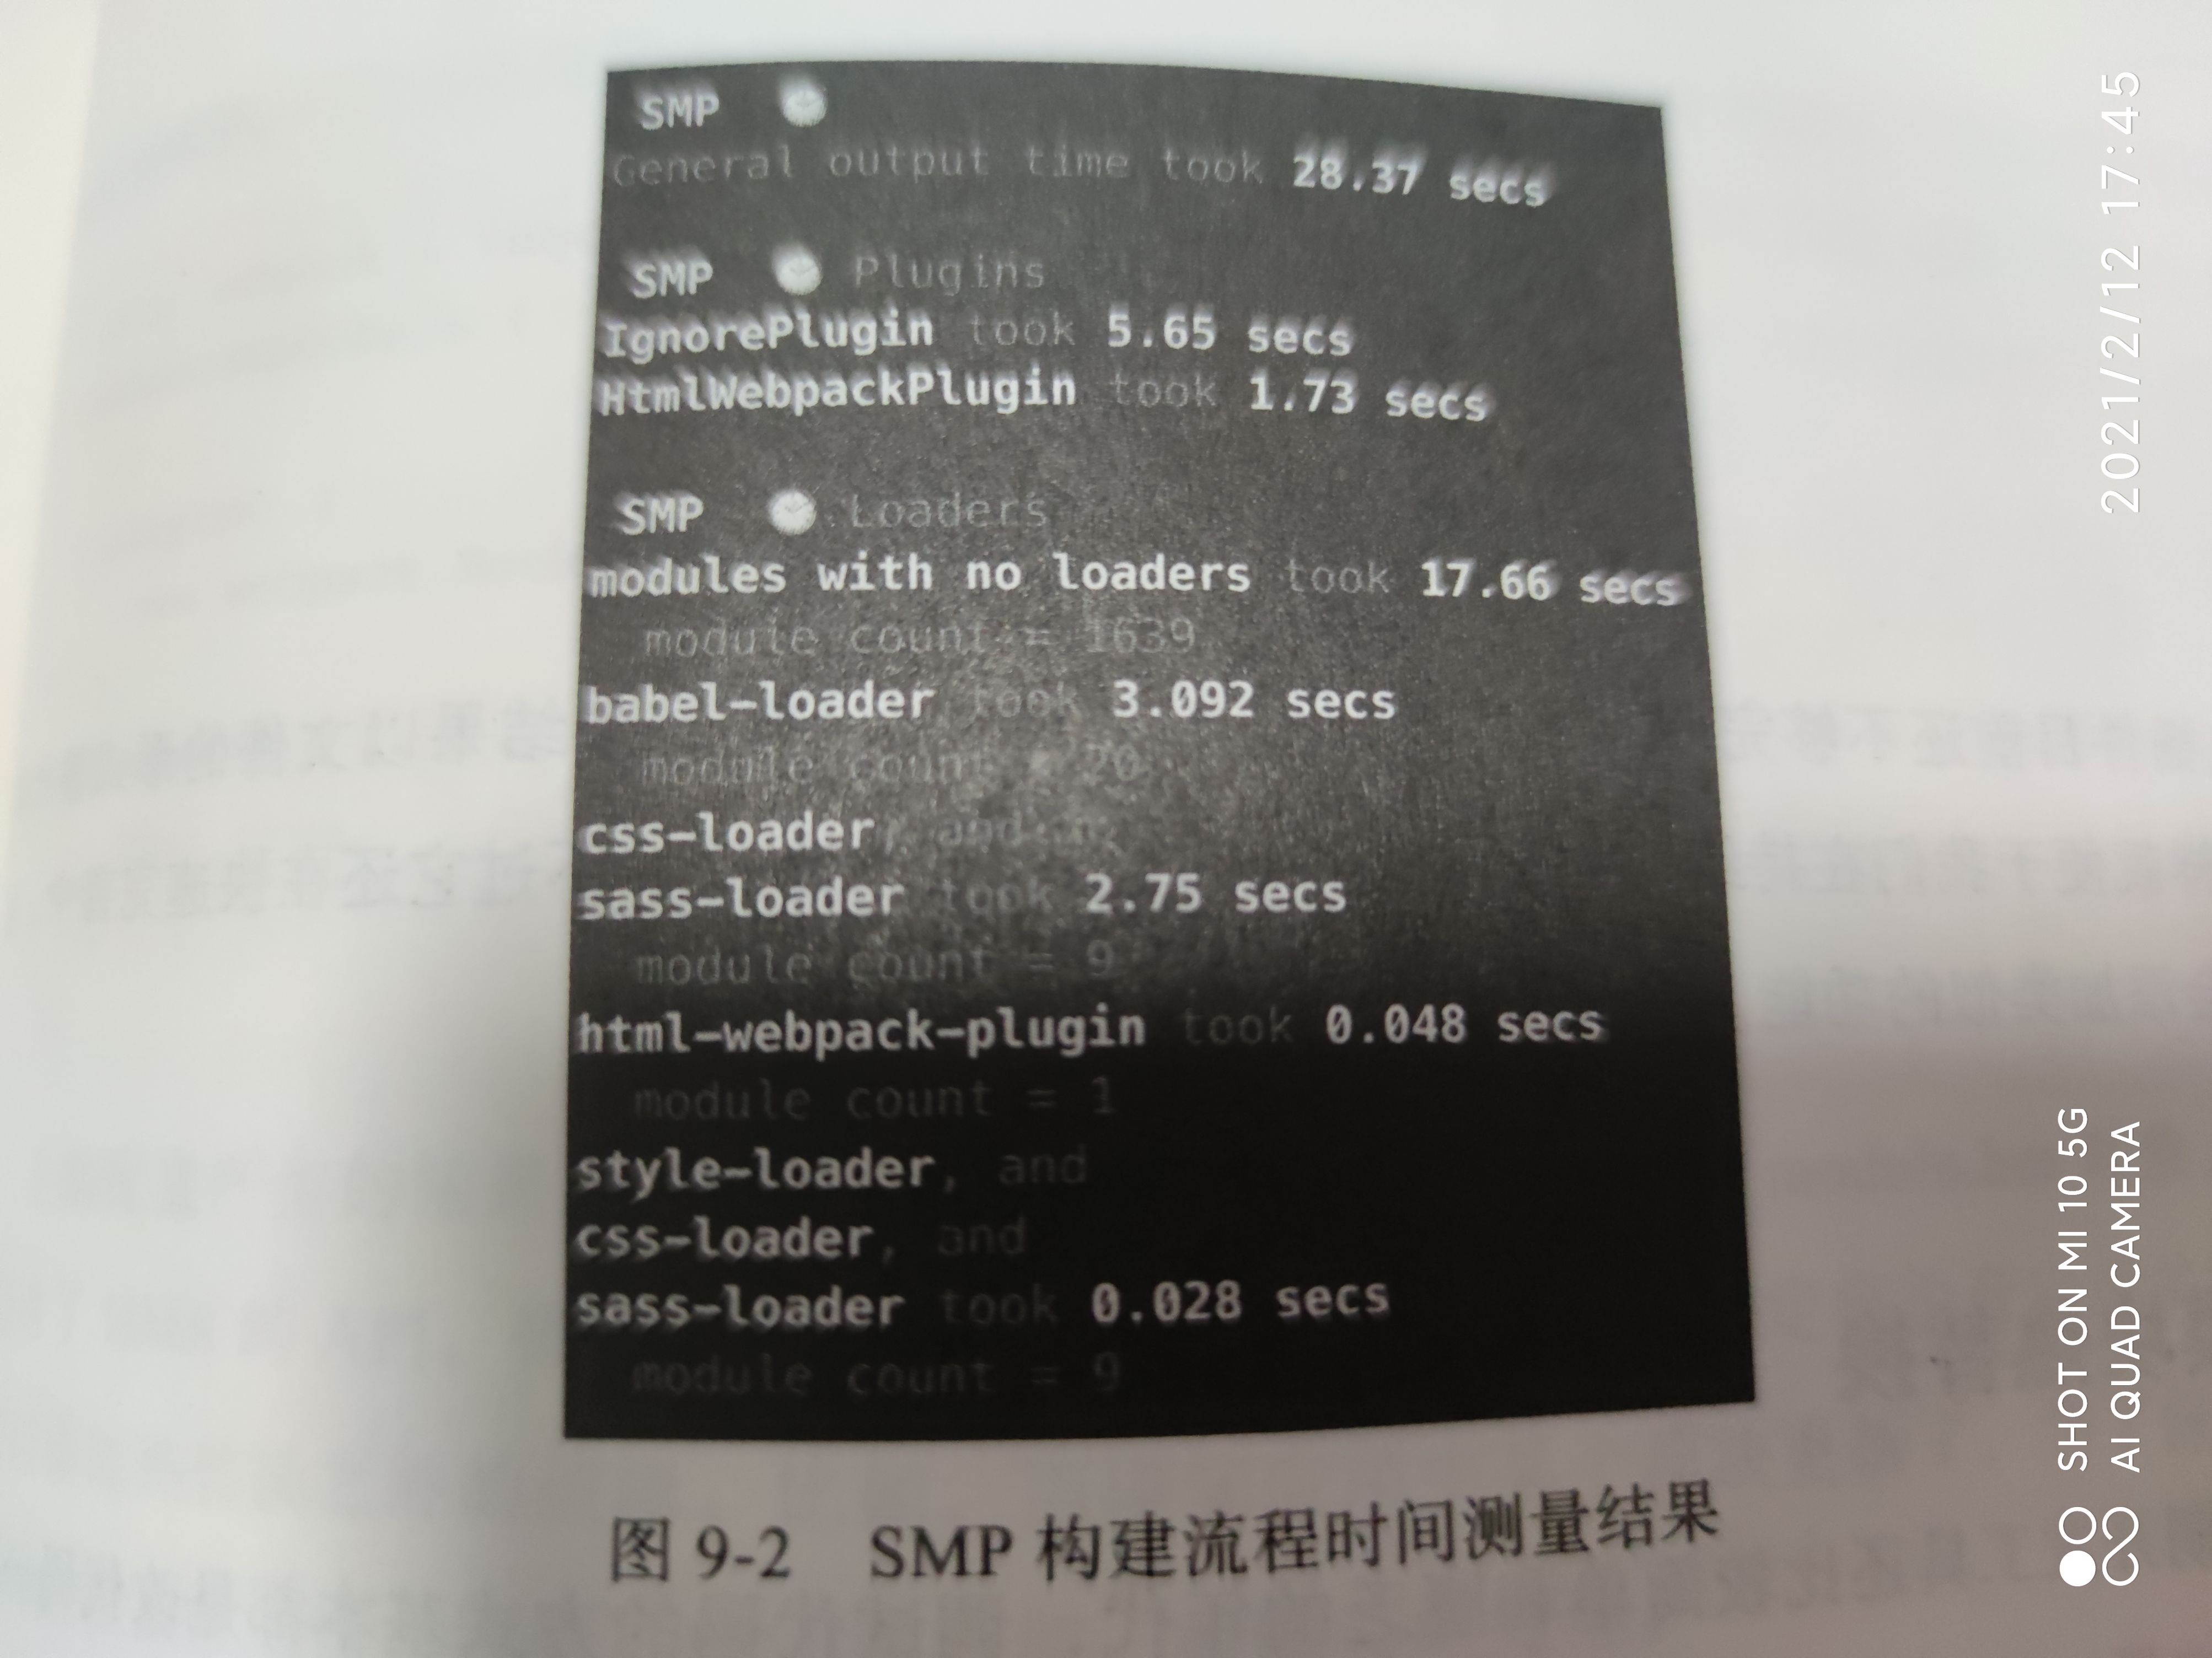 SMP
General output time took 28.37 secs
SMP Plugins
IgnorePlugin took 5.65 secs
HtmlWebpackPlugin took 1.73 secs
SMP Loaders
modules with no loaders took 17.66 secs
module count = 1639
babel-loader took 3.092 secs
module count = 20
css-loader, and
sass-loader took 2.75 secs
module count = 9
html-webpack-plugin took 0.048 secs
module count = 1
style-loader, and
css-loader, and
sass-loader took 0.028 secs
module count = 9
图 9-2 SMP 构建流程时间测量结果
SHOT ON MI 10 5G
AI QUAD CAMERA
2021/2/12 17:45